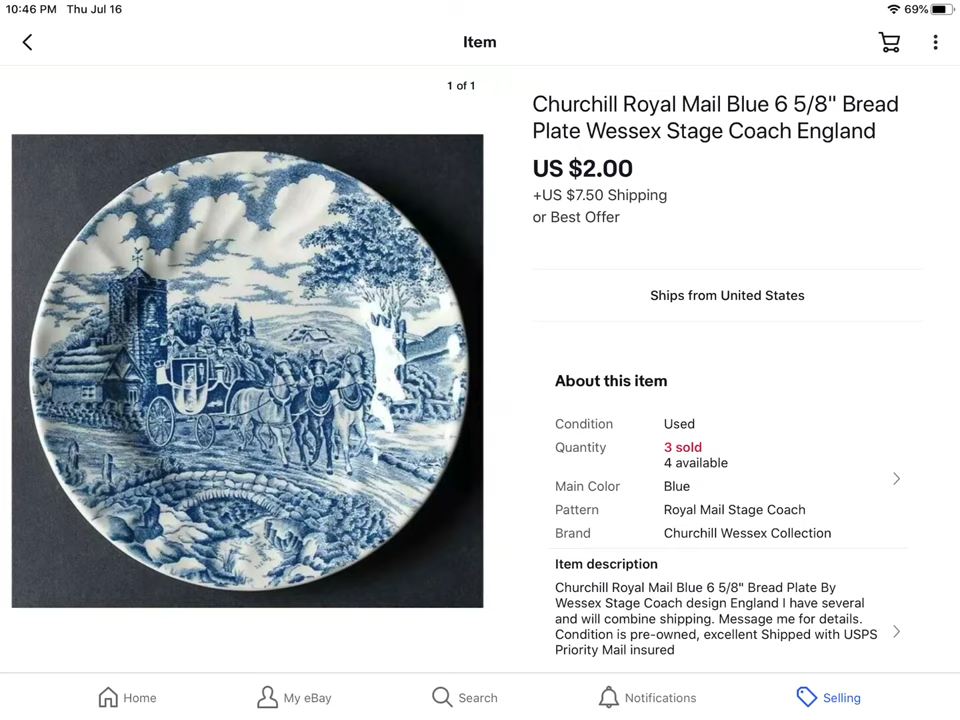 10:46 PM Thu Jul 16
69%
Item
1 of 1
Churchill Royal Mail Blue 6 5/8" Bread
Plate Wessex Stage Coach England
US $2.00
+US $7.50 Shipping
or Best Offer
Ships from United States
About this item
Condition Used
Quantity 3 sold
4 available
Main Color Blue
Pattern Royal Mail Stage Coach
Brand Churchill Wessex Collection
Item description
Churchill Royal Mail Blue 6 5/8" Bread Plate By
Wessex Stage Coach design England I have several
and will combine shipping. Message me for details.
Condition is pre-owned, excellent Shipped with USPS
Priority Mail insured
Home My eBay Search Notifications Selling